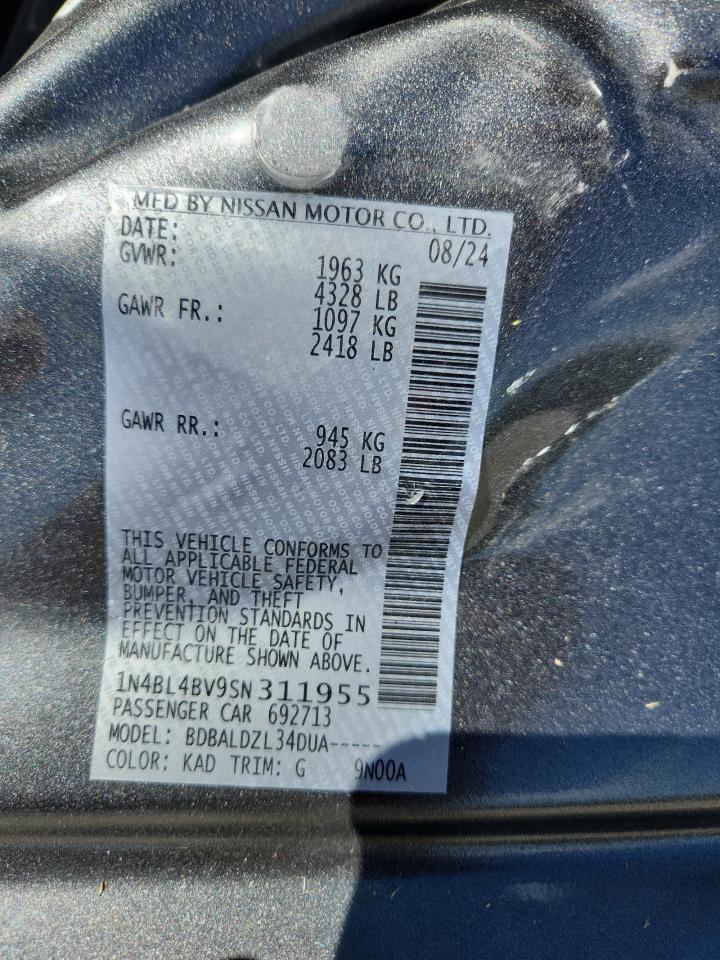 MFD BY NISSAN MOTOR CO., LTD.
DATE: 08/24
GVWR: 1963 KG
4328 LB
GAWR FR.: 1097 KG
2418 LB
GAWR RR.: 945 KG
2083 LB
THIS VEHICLE CONFORMS TO
ALL APPLICABLE FEDERAL
MOTOR VEHICLE SAFETY,
BUMPER, AND THEFT
PREVENTION STANDARDS IN
EFFECT ON THE DATE OF
MANUFACTURE SHOWN ABOVE.
1N4BL4BV9SN311955
PASSENGER CAR 692713
MODEL: BDBALDZL34DUA-----
COLOR: KAD TRIM: G 9N00A